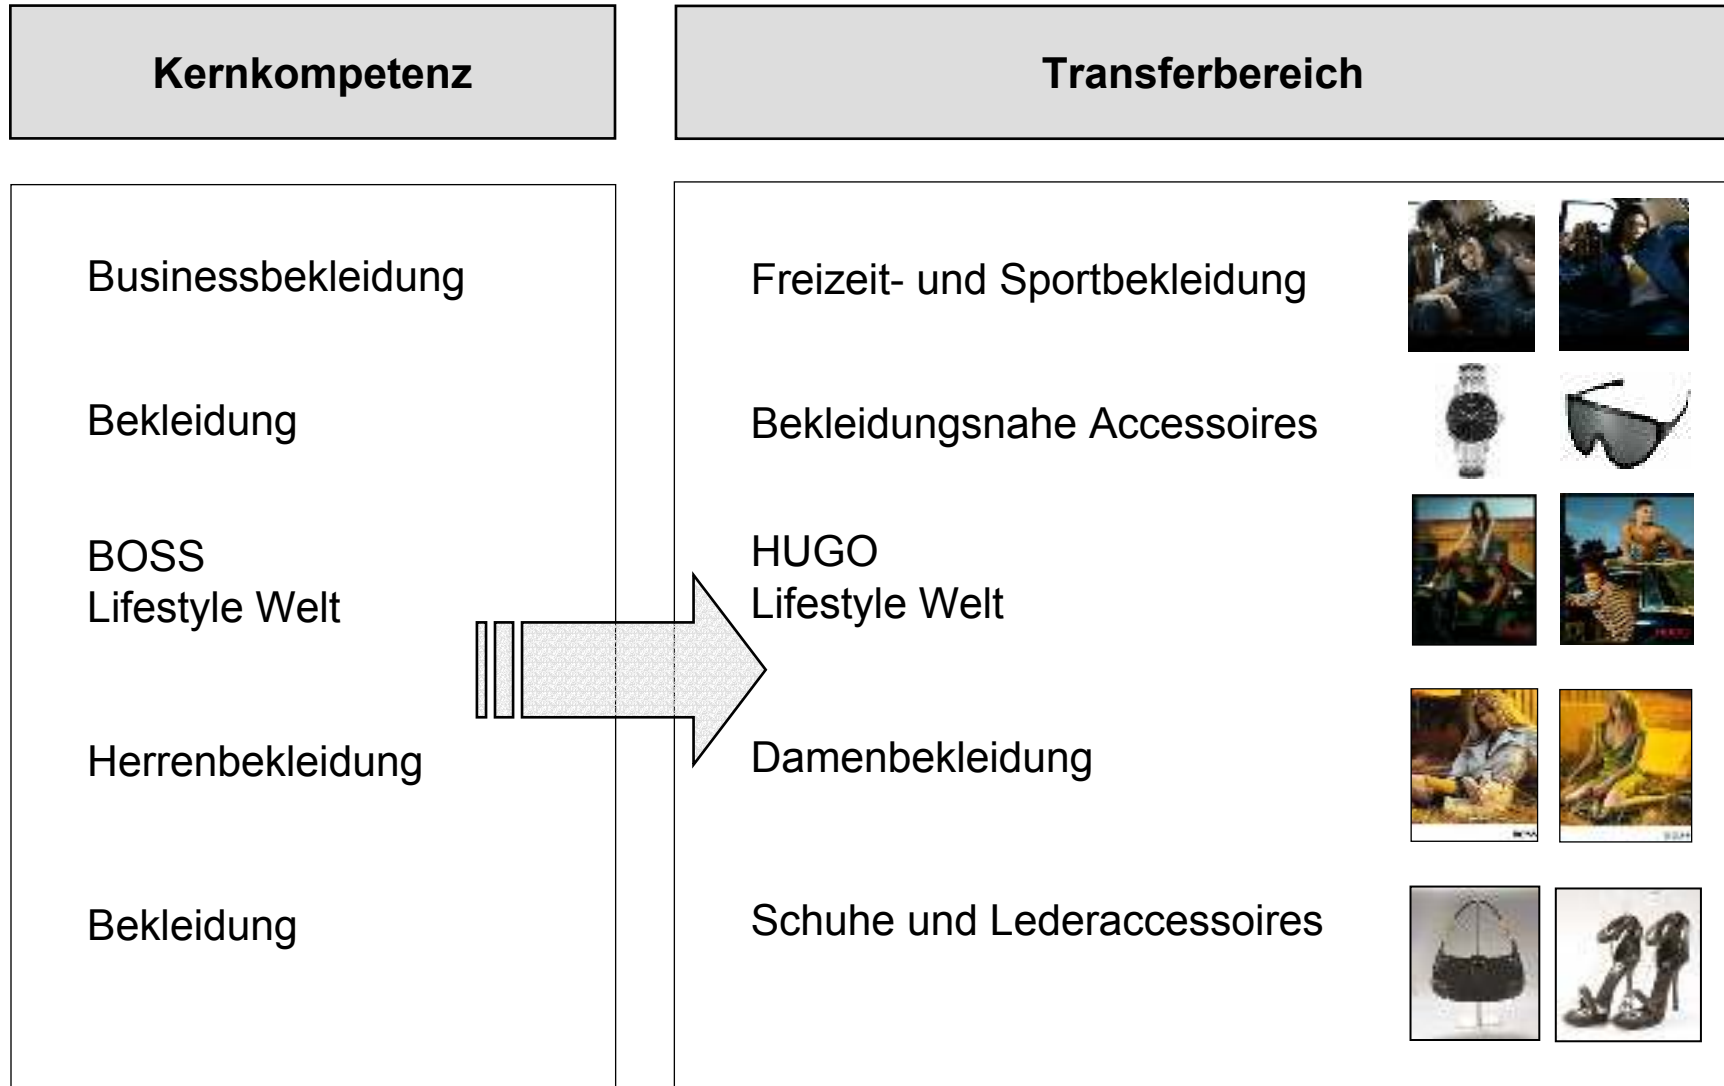 Kernkompetenz
Transferbereich
Businessbekleidung
Freizeit- und Sportbekleidung
Bekleidung
Bekleidungsnahe Accessoires
BOSS
Lifestyle Welt
HUGO
Lifestyle Welt
Herrenbekleidung
Damenbekleidung
Bekleidung
Schuhe und Lederaccessoires